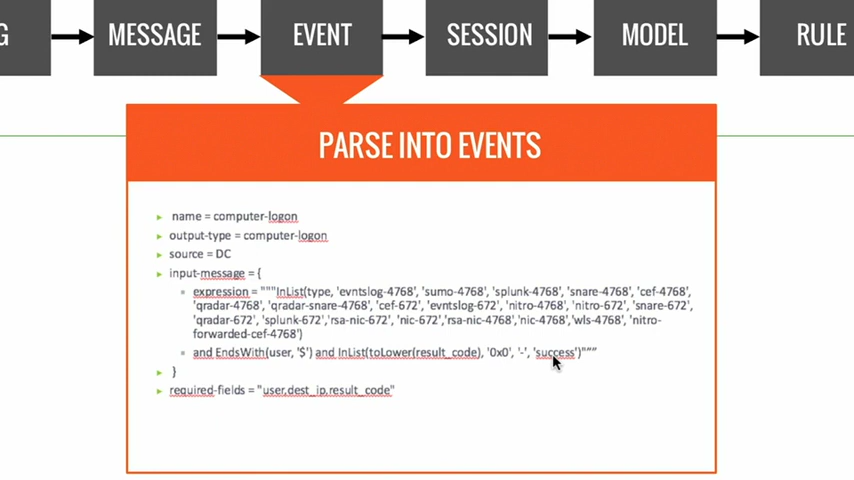 G
MESSAGE
EVENT
SESSION
MODEL
RULE
PARSE INTO EVENTS
name = computer-logon
output-type = computer-logon
source = DC
input-message = {
expression = """InList(type, 'evntslog-4768', 'sumo-4768', 'splunk-4768', 'snare-4768', 'cef-4768',
'qradar-4768', 'qradar-snare-4768', 'cef-672', 'evntslog-672', 'nitro-4768', 'nitro-672', 'snare-672',
'qradar-672', 'splunk-672','rsa-nic-672', 'nic-672','rsa-nic-4768','nic-4768','wls-4768', 'nitro-
forwarded-cef-4768')
and EndsWith(user, '$') and InList(toLower(result_code), '0x0', '-', 'success')"""
}
required-fields = "user,dest_ip,result_code"